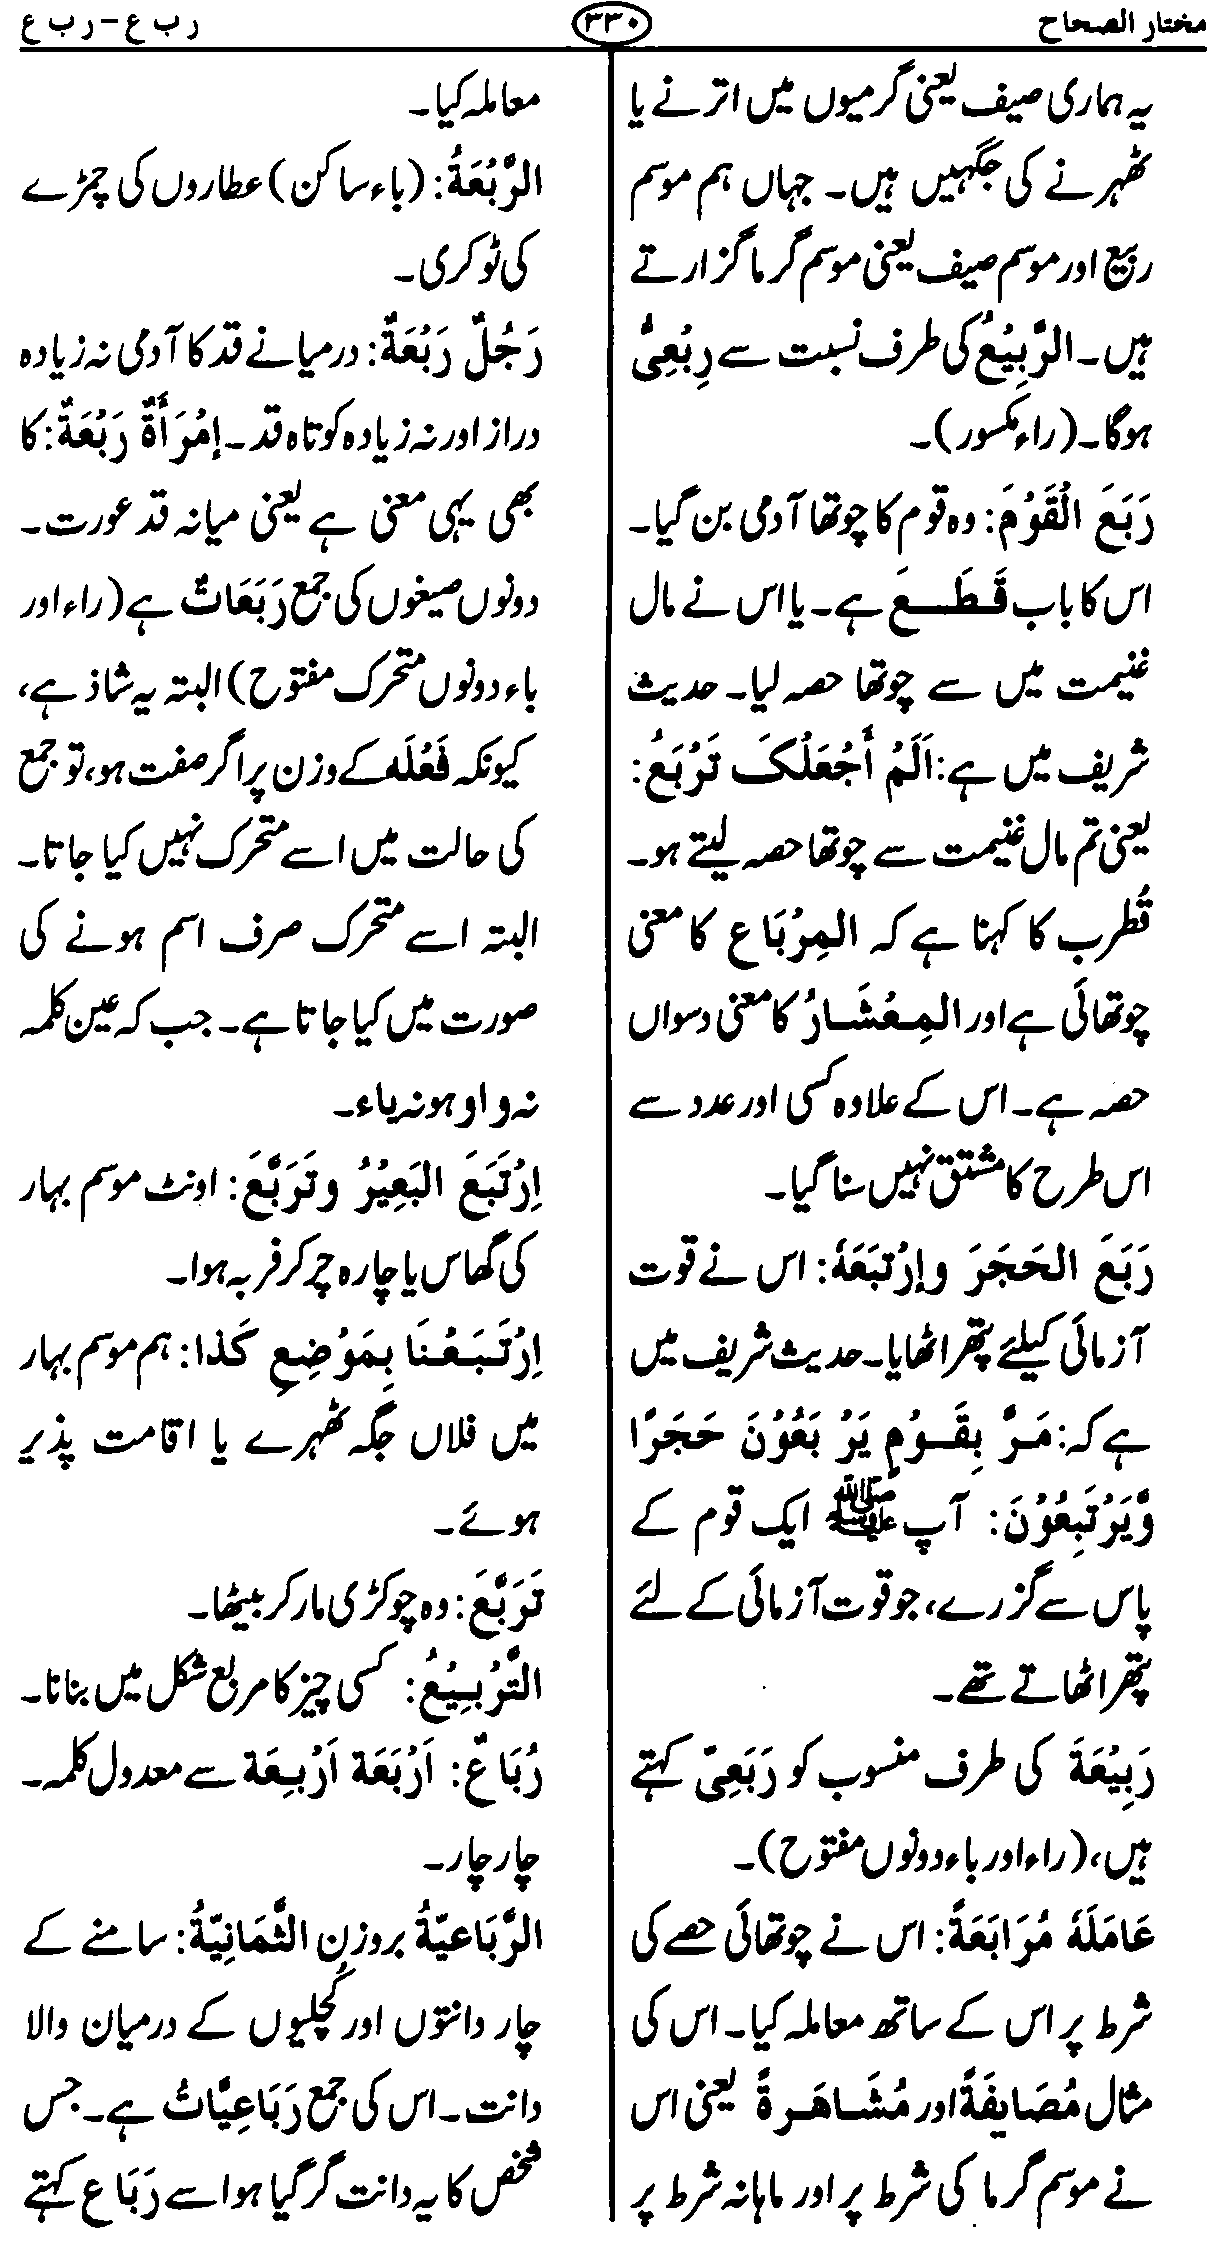 مختار الصحاح ۳۳۰ ر ب ع – ر ب ع
یہ ہماری صیف یعنی گرمیوں میں اترنے یا
ٹھہرنے کی جگہیں ہیں۔ جہاں ہم موسم
ربیع اور موسم صیف یعنی موسم گرما گزارتے
ہیں۔ الرَّبِيْعُ کی طرف نسبت سے رِبْعِیٌّ
ہوگا۔ (راء مکسور)۔
رَبَعَ الْقَوْمَ: وہ قوم کا چوتھا آدمی بن گیا۔
اس کا باب قَطَعَ ہے۔ یا اس نے مال
غنیمت میں سے چوتھا حصہ لیا۔ حدیث
شریف میں ہے: اَلَمْ أَجْعَلْکَ تَرْبَعُ:
یعنی تم مال غنیمت سے چوتھا حصہ لیتے ہو۔
قُطرب کا کہنا ہے کہ المِرْبَاع کا معنی
چوتھائی ہے اور المِعْشَارُ کا معنی دسواں
حصہ ہے۔ اس کے علاوہ کسی اور عدد سے
اس طرح کا مشتق نہیں سنا گیا۔
رَبَعَ الحَجَرَ وإرْتَبَعَهٗ: اس نے قوت
آزمائی کیلئے پتھر اٹھایا۔ حدیث شریف میں
ہے کہ: مَرَّ بِقَوْمٍ يَرْ بَعُوْنَ حَجَرًا
وَّيَرْتَبِعُوْنَ: آپ ﷺ ایک قوم کے
پاس سے گزرے، جو قوت آزمائی کے لئے
پتھر اٹھاتے تھے۔
رَبِيْعَةَ کی طرف منسوب کو رَبَعِیّ کہتے
ہیں، (راء اور باء دونوں مفتوح)۔
عَامَلَهٗ مُرَابَعَةً: اس نے چوتھائی حصے کی
شرط پر اس کے ساتھ معاملہ کیا۔ اس کی
مثال مُصَايفَةً اور مُشَاهَرةً یعنی اس
نے موسم گرما کی شرط پر اور ماہانہ شرط پر
معاملہ کیا۔
الرَّبْعَةُ: (باء ساکن) عطاروں کی چمڑے
کی ٹوکری۔
رَجُلٌ رَبْعَةٌ: درمیانے قد کا آدمی نہ زیادہ
دراز اور نہ زیادہ کوتاہ قد۔ إمْرَأَةٌ رَبْعَةٌ: کا
بھی یہی معنی ہے یعنی میانہ قد عورت۔
دونوں صیغوں کی جمع رَبَعَاتٌ ہے (راء اور
باء دونوں متحرک مفتوح) البتہ یہ شاذ ہے،
کیونکہ فَعْلَه کے وزن پر اگر صفت ہو، تو جمع
کی حالت میں اسے متحرک نہیں کیا جاتا۔
البتہ اسے متحرک صرف اسم ہونے کی
صورت میں کیا جاتا ہے۔ جب کہ عین کلمہ
نہ واو ہو نہ یاء۔
اِرْتَبَعَ البَعِيْرُ وتَرَبَّعَ: اونٹ موسم بہار
کی گھاس یا چارہ چر کر فربہ ہوا۔
اِرْتَبَعْنَا بِمَوْضِعِ كَذا: ہم موسم بہار
میں فلاں جگہ ٹھہرے یا اقامت پذیر
ہوئے۔
تَرَبَّعَ: وہ چوکڑی مار کر بیٹھا۔
التَّرْبِيْعُ: کسی چیز کا مربع شکل میں بنانا۔
رُبَاعٌ: اَرْبَعَة اَرْبعَة سے معدول کلمہ۔
چار چار۔
الرَّبَاعيّةُ بروزن الثَّمَانِيّةُ: سامنے کے
چار دانتوں اور کُچلیوں کے درمیان والا
دانت۔ اس کی جمع رَبَاعِيَّاتٌ ہے۔ جس
شخص کا یہ دانت گر گیا ہو اسے رَبَاع کہتے